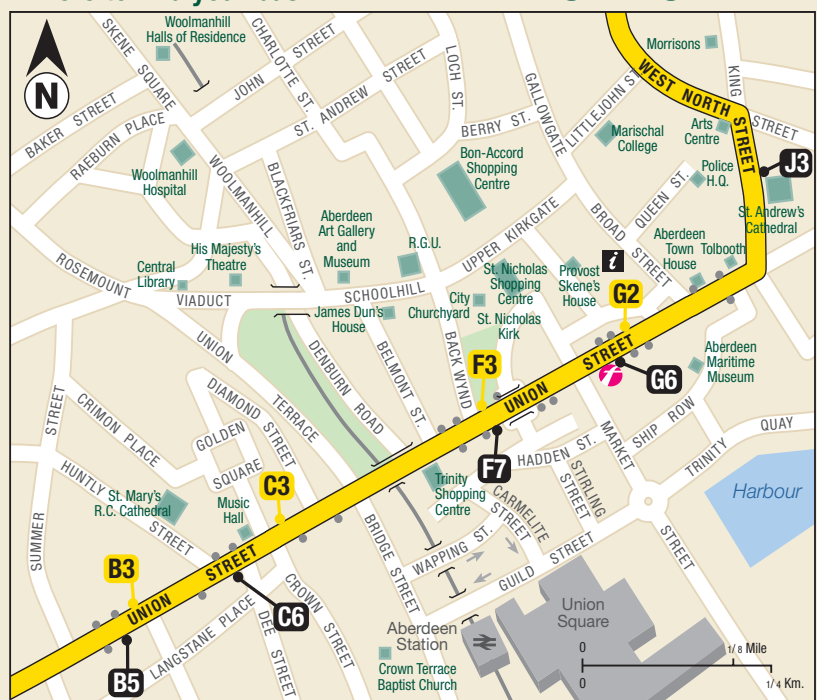 Woolmanhill
Halls of Residence
SKENE SQUARE
CHARLOTTE ST.
JOHN STREET
LOCH ST.
GALLOWGATE
LITTLEJOHN ST.
Morrisons
KING
STREET
WEST NORTH STREET
N
BAKER STREET
ST. ANDREW STREET
BERRY ST.
Marischal
College
Arts
Centre
RAEBURN PLACE
Woolmanhill
Hospital
WOOLMANHILL
BLACKFRIARS ST.
Bon-Accord
Shopping
Centre
Police
H.Q.
J3
QUEEN ST.
St. Andrew's
Cathedral
Aberdeen
Art Gallery
and
Museum
R.G.U.
UPPER KIRKGATE
BROAD STREET
Aberdeen
Town
House
Tolbooth
His Majesty's
Theatre
Central
Library
ROSEMOUNT
VIADUCT
SCHOOLHILL
St. Nicholas
Shopping
Centre
Provost
Skene's
House
i
G2
City
Churchyard
St. Nicholas
Kirk
James Dun's
House
UNION
TERRACE
DENBURN ROAD
BELMONT ST.
BACK WYND
F3
UNION STREET
G6
Aberdeen
Maritime
Museum
STREET
CRIMON PLACE
DIAMOND STREET
GOLDEN
SQUARE
MARKET
STREET
SHIP ROW
TRINITY
QUAY
F7
HADDEN ST.
STIRLING
STREET
Harbour
HUNTLY
STREET
St. Mary's
R.C. Cathedral
Music
Hall
C3
Trinity
Shopping
Centre
CARMELITE
STREET
SUMMER
BRIDGE STREET
WAPPING ST.
GUILD STREET
B3
UNION STREET
C6
CROWN STREET
DEE STREET
LANGSTANE PLACE
B5
Union
Square
Aberdeen
Station
Crown Terrace
Baptist Church
0
1/8 Mile
0
1/4 Km.